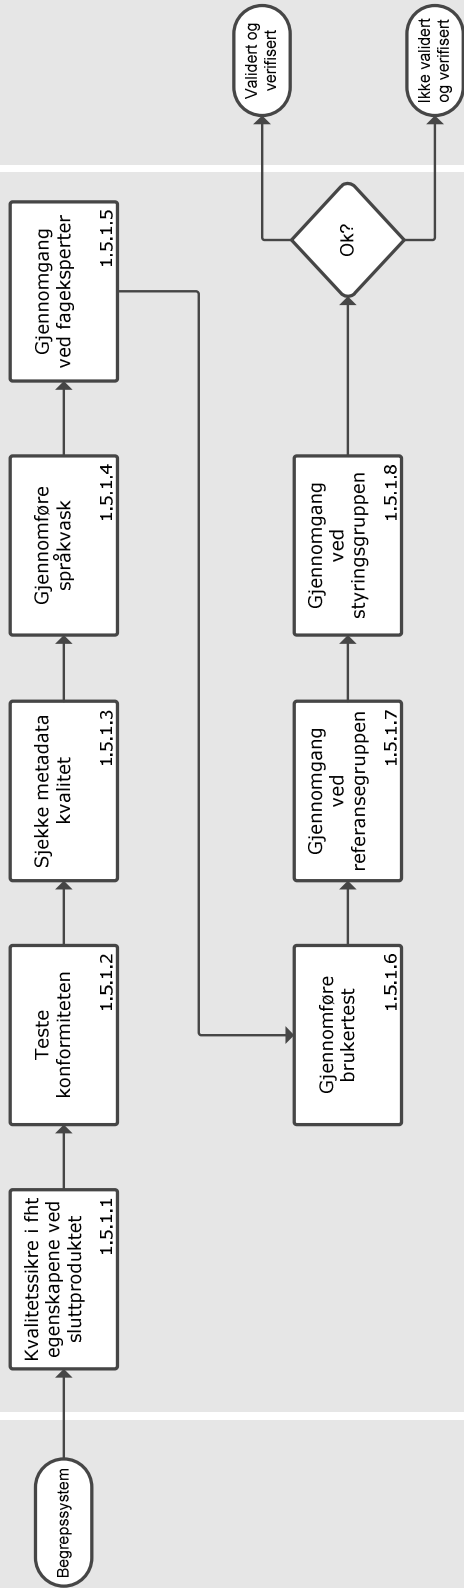 Begrepssystem
Kvalitetssikre i fht
egenskapene ved
sluttproduktet
1.5.1.1
Teste
konformiteten
1.5.1.2
Sjekke metadata
kvalitet
1.5.1.3
Gjennomføre
språkvask
1.5.1.4
Gjennomgang
ved fageksperter
1.5.1.5
Gjennomføre
brukertest
1.5.1.6
Gjennomgang
ved
referansegruppen
1.5.1.7
Gjennomgang
ved
styringsgruppen
1.5.1.8
Ok?
Validert og
verifisert
Ikke validert
og verifisert